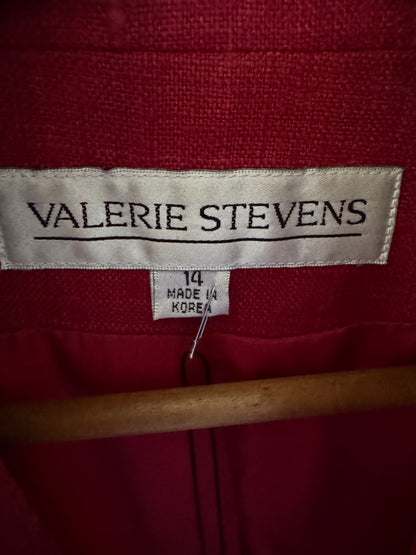 VALERIE STEVENS
14
MADE IN
KOREA